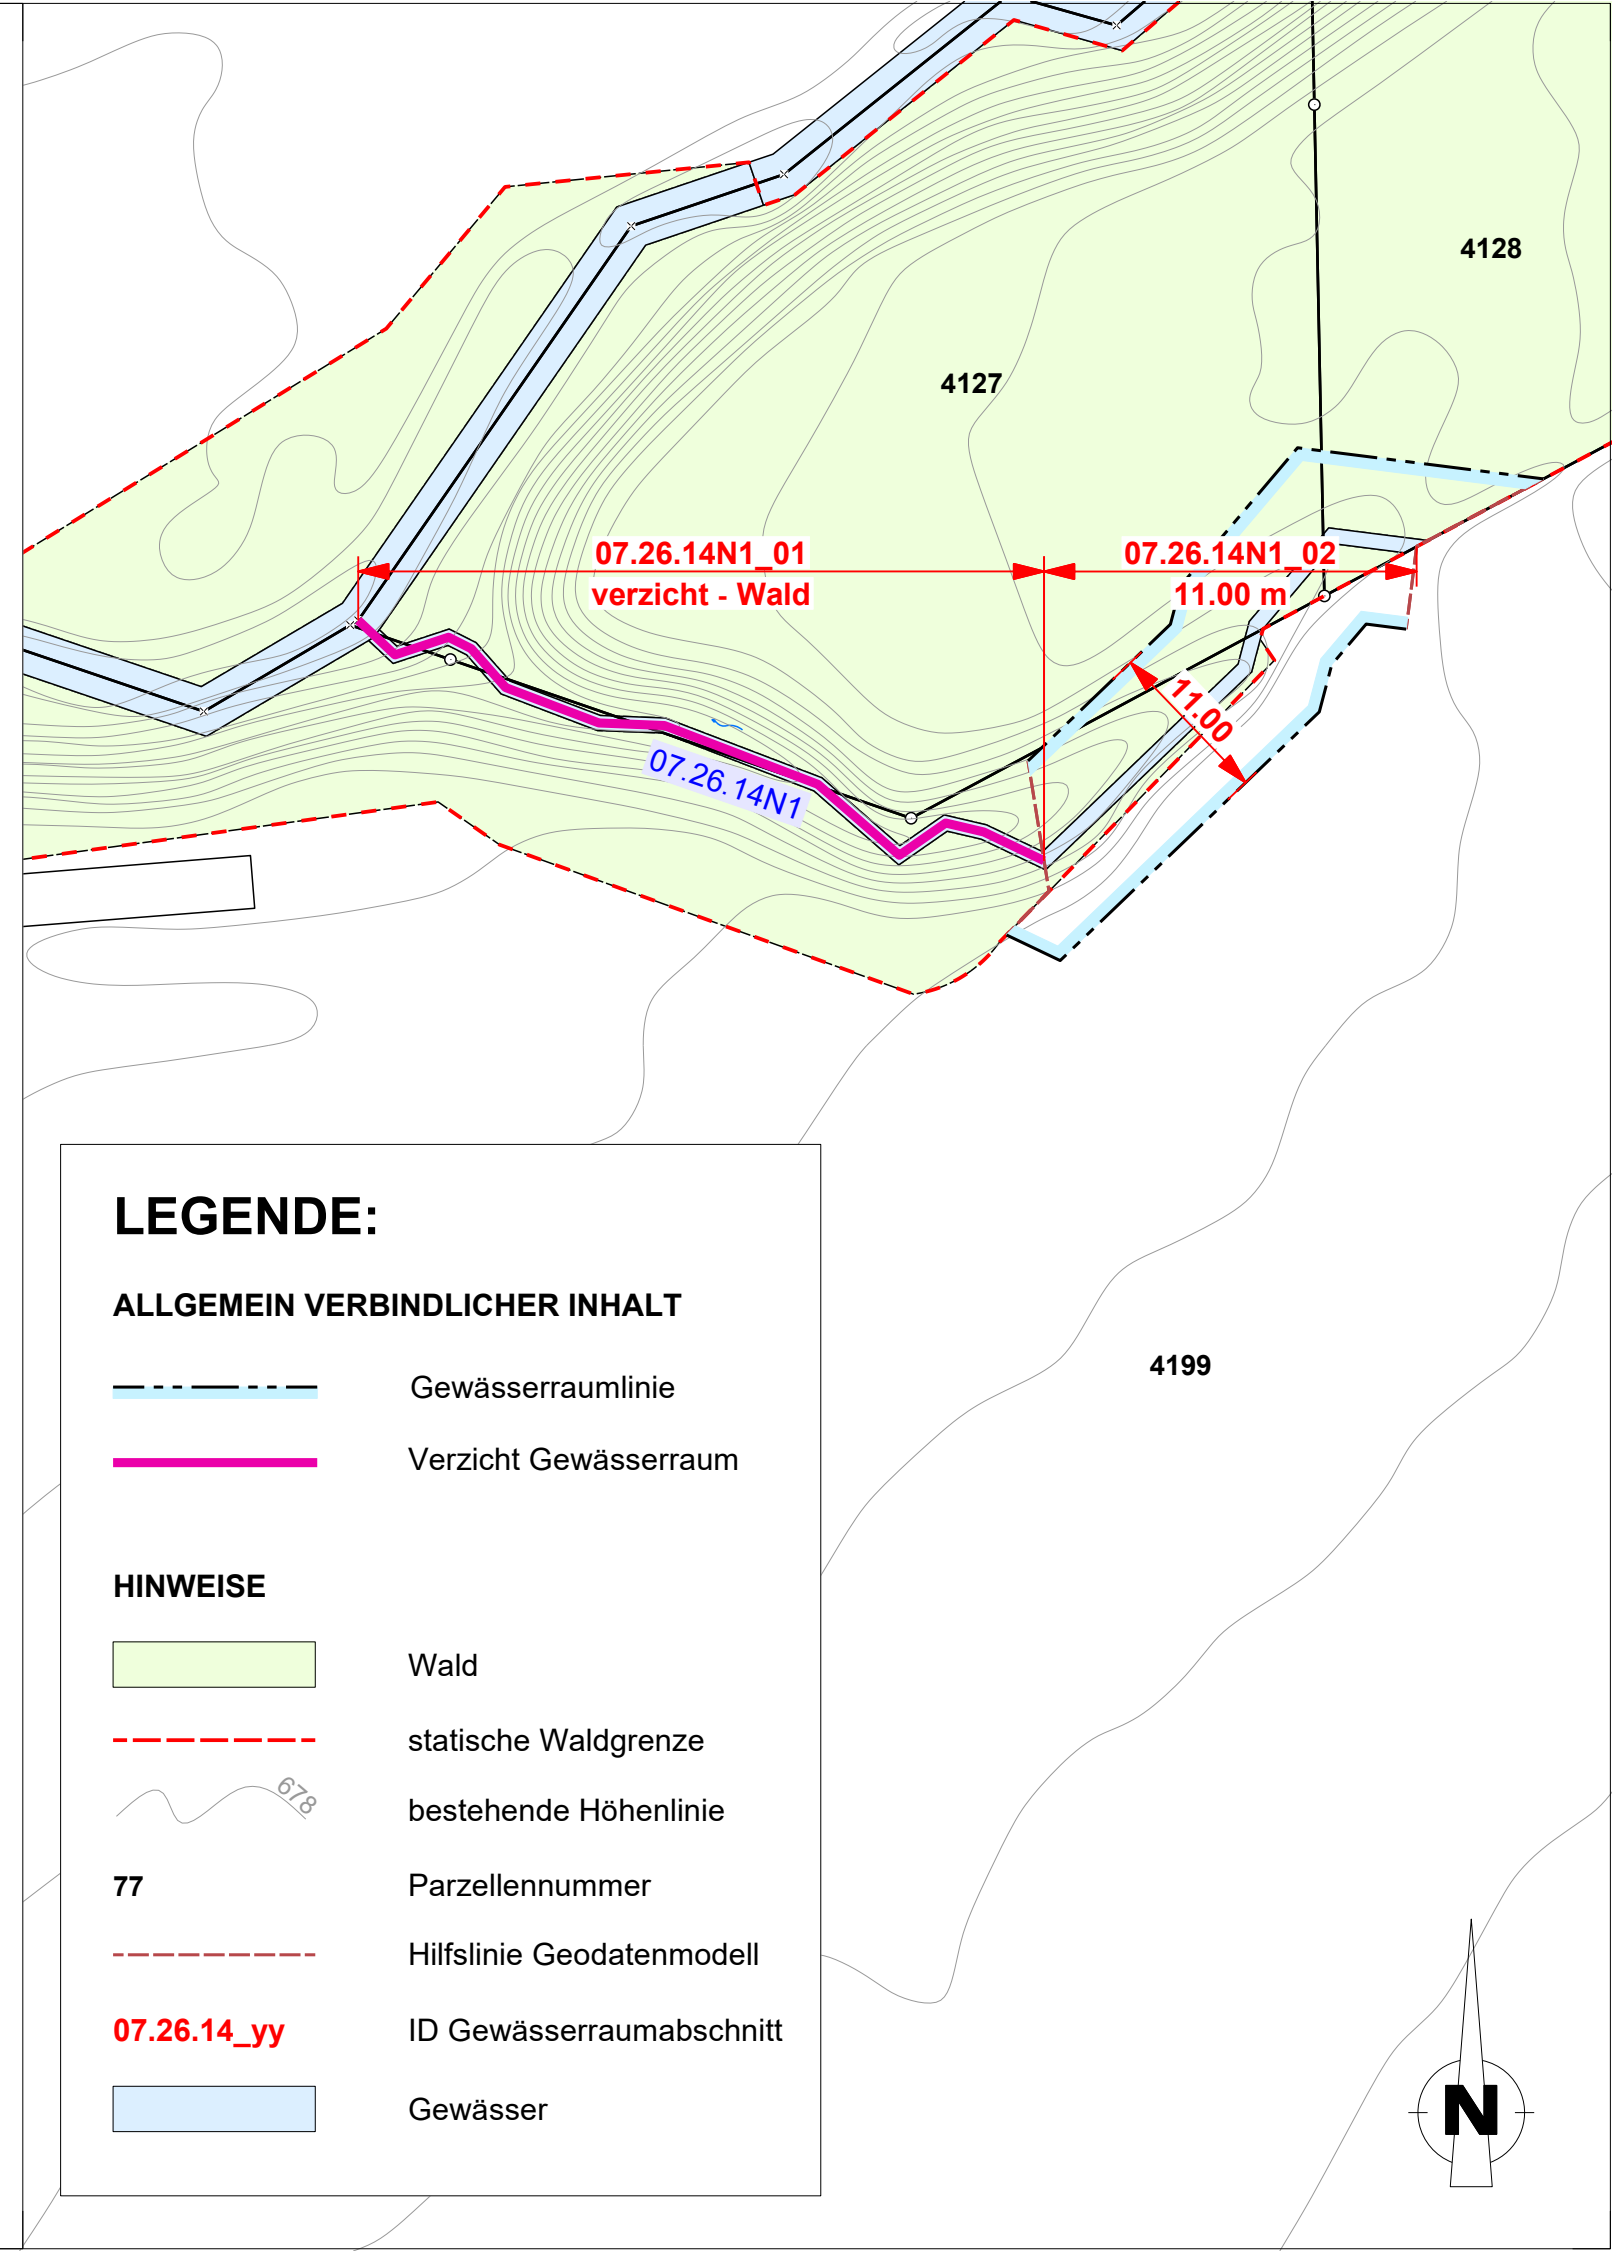 4128
4127
07.26.14N1_01
verzicht - Wald
07.26.14N1_02
11.00 m
11.00
07.26.14N1
4199
LEGENDE:
ALLGEMEIN VERBINDLICHER INHALT
Gewässerraumlinie
Verzicht Gewässerraum
HINWEISE
Wald
statische Waldgrenze
678
bestehende Höhenlinie
77 Parzellennummer
Hilfslinie Geodatenmodell
07.26.14_yy ID Gewässerraumabschnitt
Gewässer
N